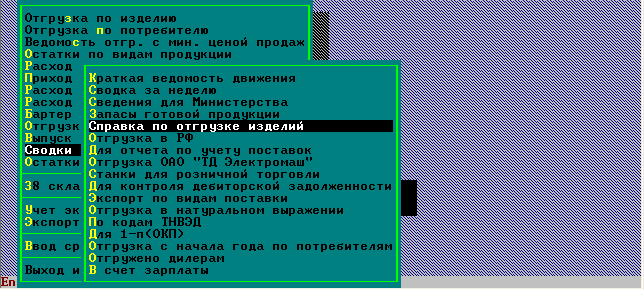 Отгрузка по изделию
Отгрузка по потребителю
Ведомость отгр. с мин. ценой продаж
Остатки по видам продукции
Расход
Приход
Расход
Расход
Бартер
Отгрузк
Выпуск
Сводки
Остатки
38 скла
Учет эк
Экспорт
Ввод ср
Выход и
Краткая ведомость движения
Сводка за неделю
Сведения для Министерства
Запасы готовой продукции
Справка по отгрузке изделий
Отгрузка в РФ
Для отчета по учету поставок
Отгрузка ОАО "ТД Электромаш"
Станки для розничной торговли
Для контроля дебиторской задолженности
Экспорт по видам поставки
Отгрузка в натуральном выражении
По кодам ТНВЭД
Для 1-п(ОКП)
Отгрузка с начала года по потребителям
Отгружено дилерам
В счет зарплаты
En